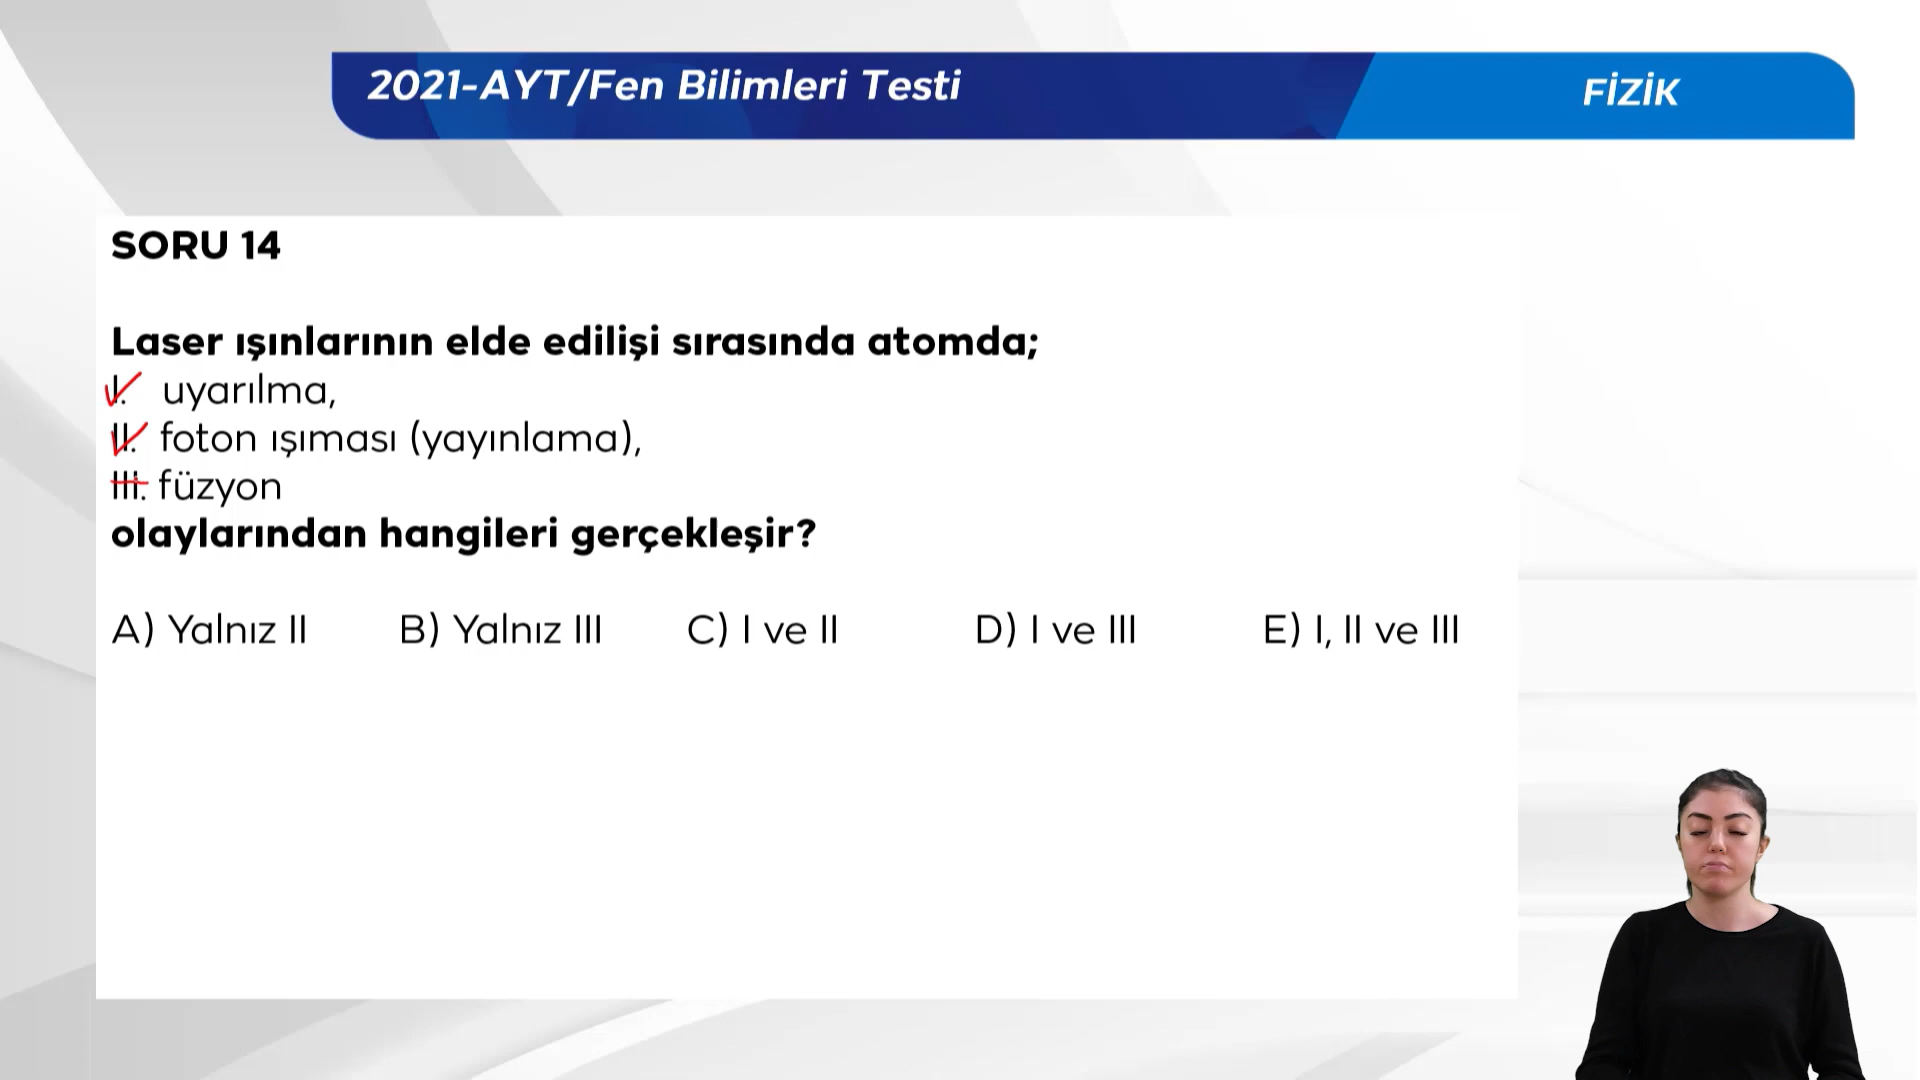 2021-AYT/Fen Bilimleri Testi
FİZİK
SORU 14
Laser ışınlarının elde edilişi sırasında atomda;
I. uyarılma,
II. foton ışıması (yayınlama),
III. füzyon
olaylarından hangileri gerçekleşir?
A) Yalnız II B) Yalnız III C) I ve II D) I ve III E) I, II ve III